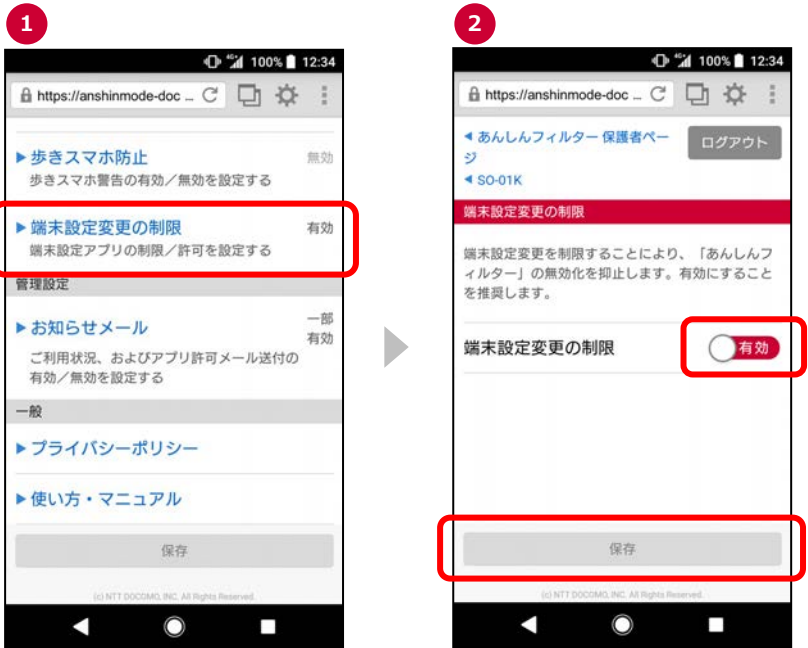 1
4G+ 100% 12:34
https://anshinmode-doc ...
▶歩きスマホ防止
無効
歩きスマホ警告の有効／無効を設定する
▶端末設定変更の制限
有効
端末設定アプリの制限／許可を設定する
管理設定
▶お知らせメール
一部
有効
ご利用状況、およびアプリ許可メール送付の
有効／無効を設定する
一般
▶プライバシーポリシー
▶使い方・マニュアル
保存
(c) NTT DOCOMO, INC. All Rights Reserved.
2
4G+ 100% 12:34
https://anshinmode-doc ...
◀ あんしんフィルター 保護者ペー
ジ
ログアウト
◀ SO-01K
端末設定変更の制限
端末設定変更を制限することにより、「あんしんフ
ィルター」の無効化を抑止します。有効にすること
を推奨します。
端末設定変更の制限
有効
保存
(c) NTT DOCOMO, INC. All Rights Reserved.